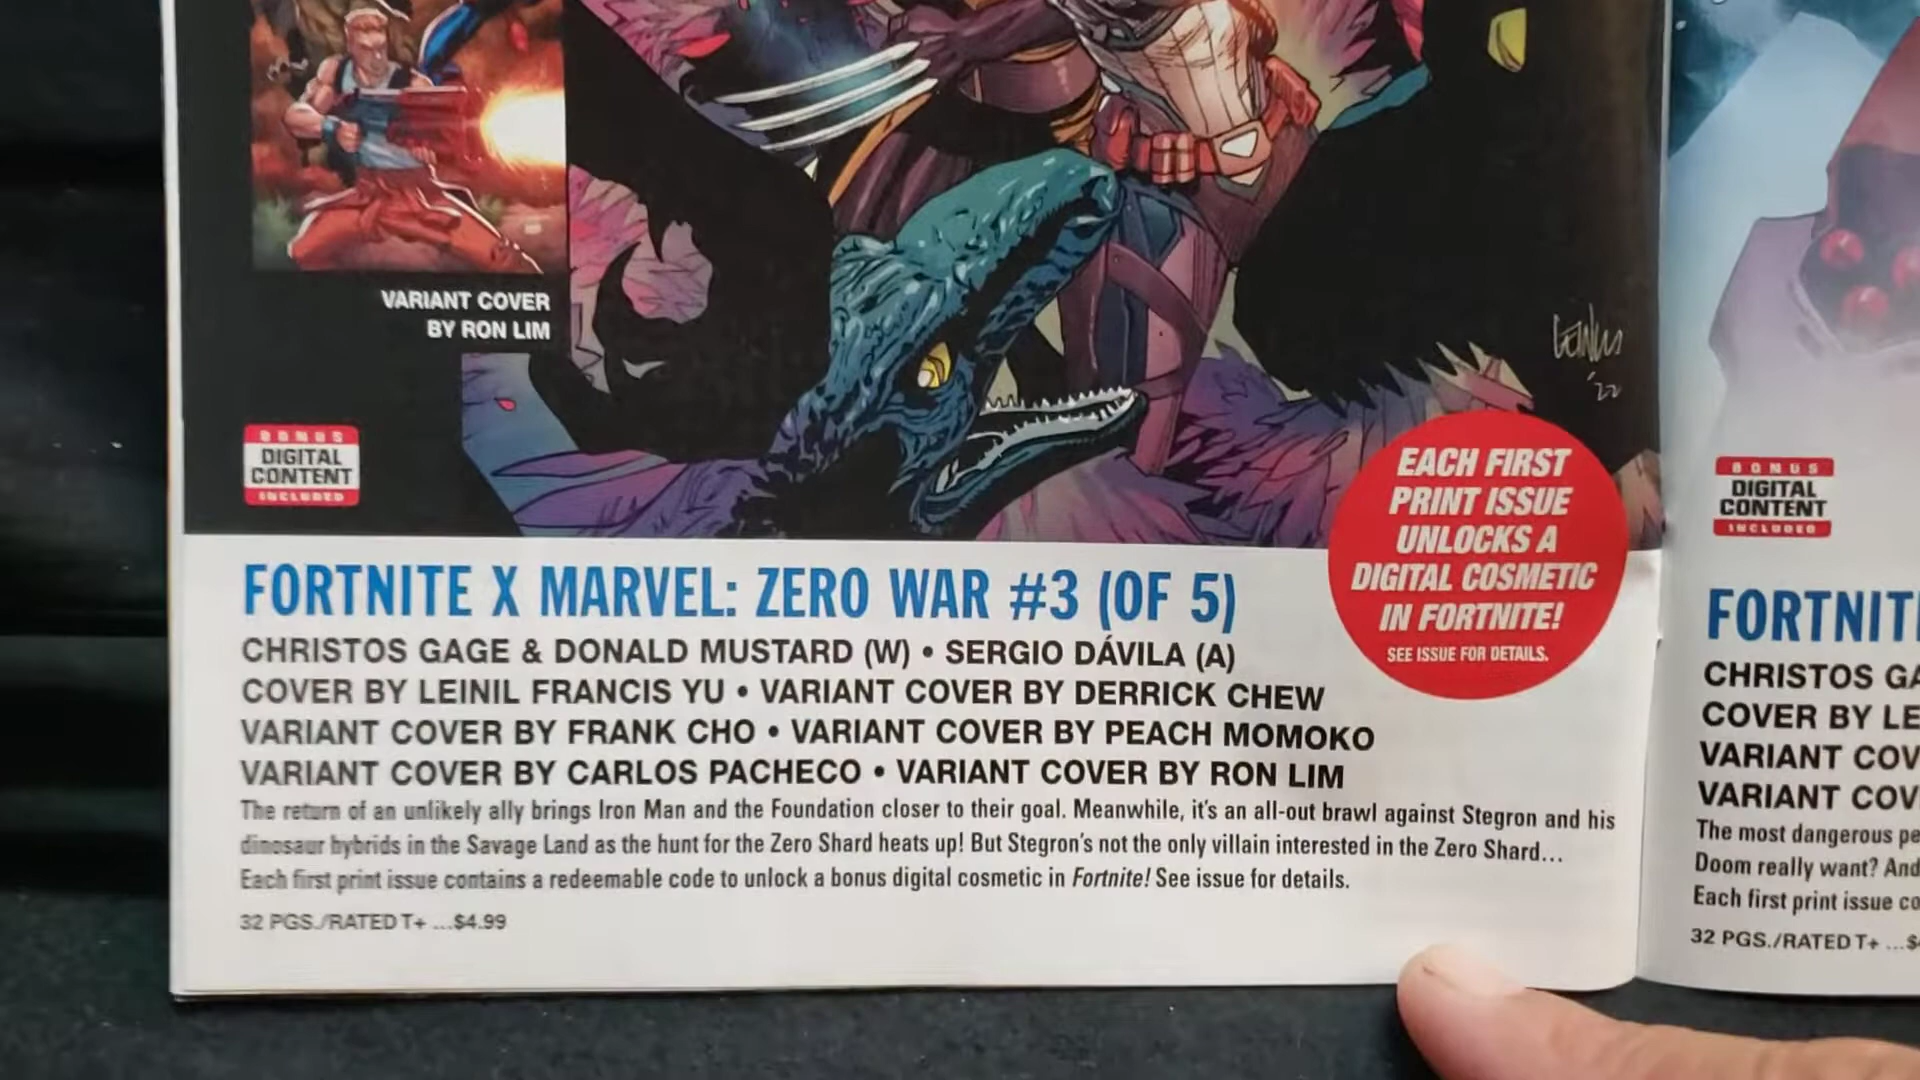 VARIANT COVER
BY RON LIM
BONUS
DIGITAL
CONTENT
INCLUDED
'22
EACH FIRST
PRINT ISSUE
UNLOCKS A
DIGITAL COSMETIC
IN FORTNITE!
SEE ISSUE FOR DETAILS.
FORTNITE X MARVEL: ZERO WAR #3 (OF 5)
CHRISTOS GAGE & DONALD MUSTARD (W) • SERGIO DÁVILA (A)
COVER BY LEINIL FRANCIS YU • VARIANT COVER BY DERRICK CHEW
VARIANT COVER BY FRANK CHO • VARIANT COVER BY PEACH MOMOKO
VARIANT COVER BY CARLOS PACHECO • VARIANT COVER BY RON LIM
The return of an unlikely ally brings Iron Man and the Foundation closer to their goal. Meanwhile, it's an all-out brawl against Stegron and his
dinosaur hybrids in the Savage Land as the hunt for the Zero Shard heats up! But Stegron's not the only villain interested in the Zero Shard...
Each first print issue contains a redeemable code to unlock a bonus digital cosmetic in Fortnite! See issue for details.
32 PGS./RATED T+ ...$4.99
BONUS
DIGITAL
CONTENT
INCLUDED
FORTNIT
CHRISTOS GA
COVER BY LE
VARIANT COV
VARIANT COV
The most dangerous pe
Doom really want? And
Each first print issue co
32 PGS./RATED T+ ...$